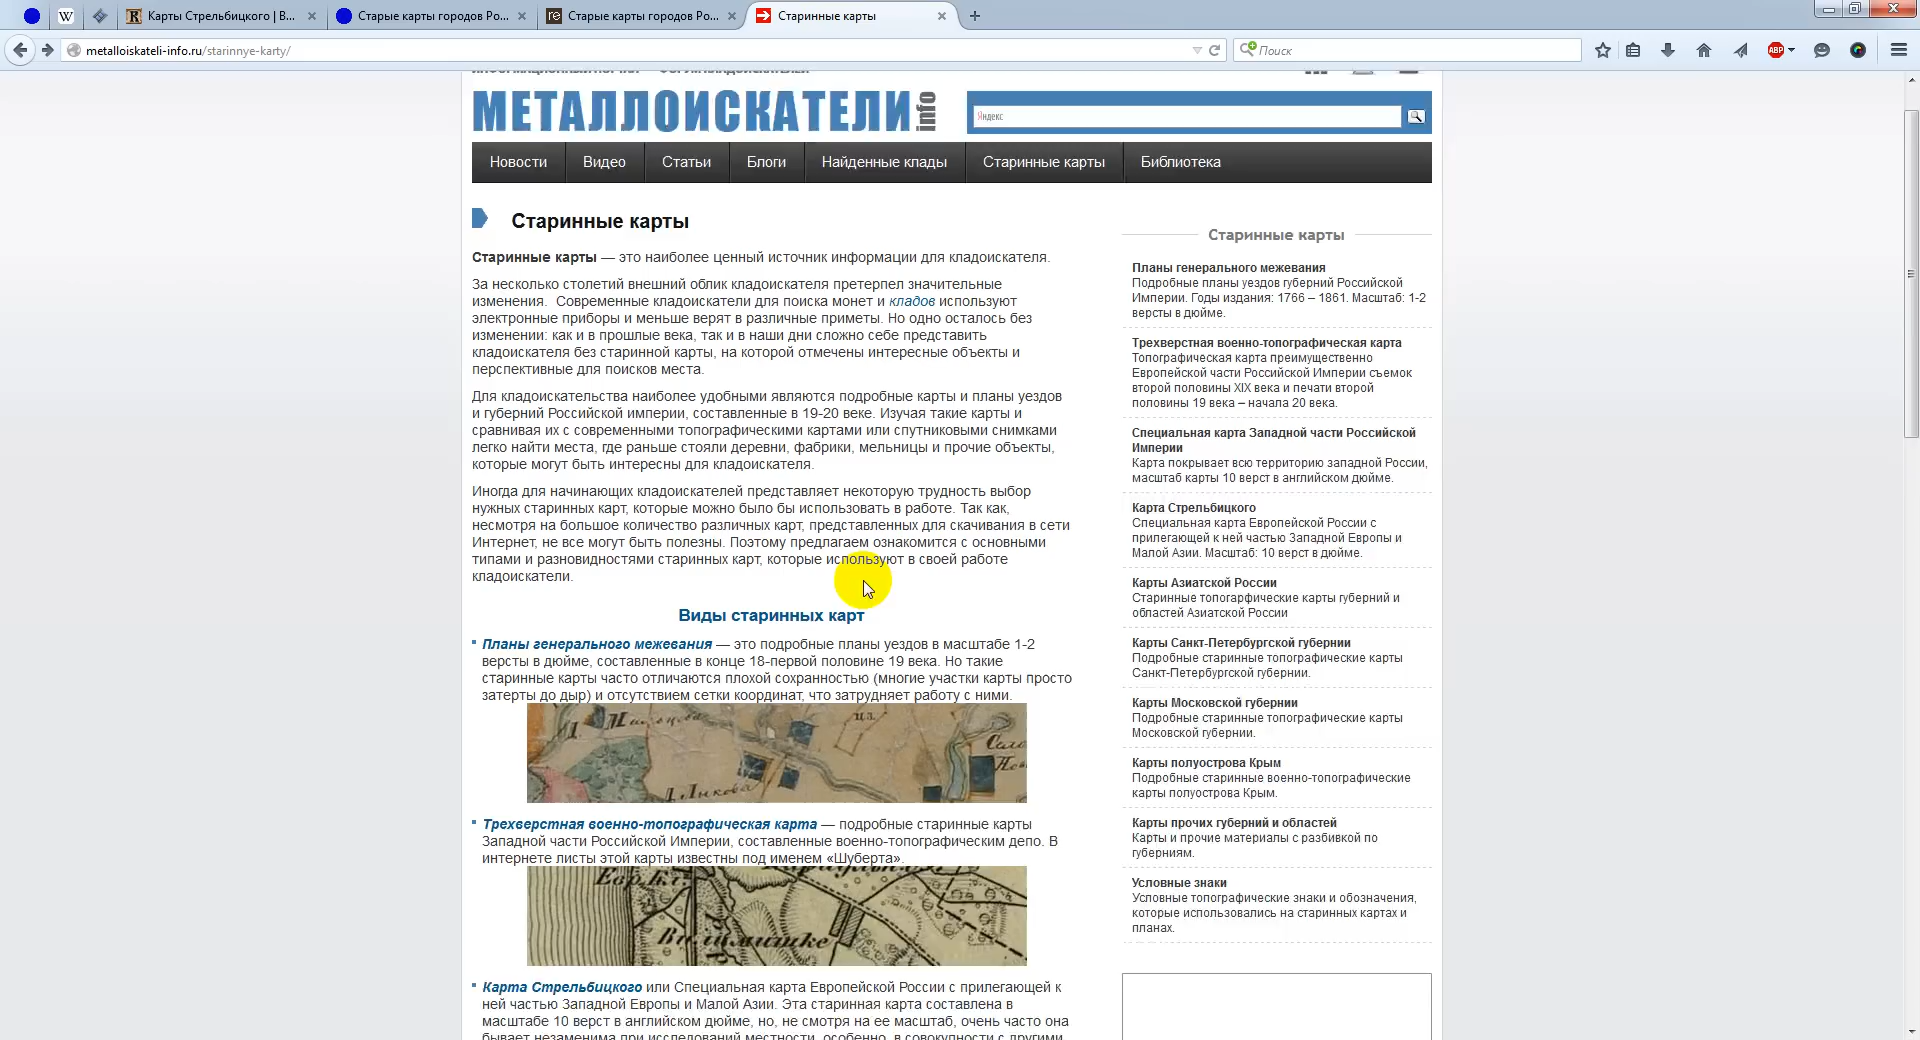 Карты Стрельбицкого | В...
Старые карты городов Ро...
Старые карты городов Ро...
Старинные карты
metalloiskateli-info.ru/starinnye-karty/
Поиск
МЕТАЛЛОИСКАТЕЛИ info
Яндекс
Новости Видео Статьи Блоги Найденные клады Старинные карты Библиотека
Старинные карты
Старинные карты — это наиболее ценный источник информации для кладоискателя.
За несколько столетий внешний облик кладоискателя претерпел значительные
изменения. Современные кладоискатели для поиска монет и кладов используют
электронные приборы и меньше верят в различные приметы. Но одно осталось без
изменении: как и в прошлые века, так и в наши дни сложно себе представить
кладоискателя без старинной карты, на которой отмечены интересные объекты и
перспективные для поисков места.
Для кладоискательства наиболее удобными являются подробные карты и планы уездов
и губерний Российской империи, составленные в 19-20 веке. Изучая такие карты и
сравнивая их с современными топографическими картами или спутниковыми снимками
легко найти места, где раньше стояли деревни, фабрики, мельницы и прочие объекты,
которые могут быть интересны для кладоискателя.
Иногда для начинающих кладоискателей представляет некоторую трудность выбор
нужных старинных карт, которые можно было бы использовать в работе. Так как,
несмотря на большое количество различных карт, представленных для скачивания в сети
Интернет, не все могут быть полезны. Поэтому предлагаем ознакомится с основными
типами и разновидностями старинных карт, которые используют в своей работе
кладоискатели.
Виды старинных карт
Планы генерального межевания — это подробные планы уездов в масштабе 1-2
версты в дюйме, составленные в конце 18-первой половине 19 века. Но такие
старинные карты часто отличаются плохой сохранностью (многие участки карты просто
затерты до дыр) и отсутствием сетки координат, что затрудняет работу с ними.
Трехверстная военно-топографическая карта — подробные старинные карты
Западной части Российской Империи, составленные военно-топографическим депо. В
интернете листы этой карты известны под именем «Шуберта».
Карта Стрельбицкого или Специальная карта Европейской России с прилегающей к
ней частью Западной Европы и Малой Азии. Эта старинная карта составлена в
масштабе 10 верст в английском дюйме, но, не смотря на ее масштаб, очень часто она
бывает незаменима при исследований местности, особенно, в совокупности с другими
Старинные карты
Планы генерального межевания
Подробные планы уездов губерний Российской
Империи. Годы издания: 1766 – 1861. Масштаб: 1-2
версты в дюйме.
Трехверстная военно-топографическая карта
Топографическая карта преимущественно
Европейской части Российской Империи съемок
второй половины XIX века и печати второй
половины 19 века – начала 20 века.
Специальная карта Западной части Российской
Империи
Карта покрывает всю территорию западной России,
масштаб карты 10 верст в английском дюйме.
Карта Стрельбицкого
Специальная карта Европейской России с
прилегающей к ней частью Западной Европы и
Малой Азии. Масштаб: 10 верст в дюйме.
Карты Азиатской России
Старинные топогарфические карты губерний и
областей Азиатской России
Карты Санкт-Петербургской губернии
Подробные старинные топографические карты
Санкт-Петербургской губернии.
Карты Московской губернии
Подробные старинные топографические карты
Московской губернии.
Карты полуострова Крым
Подробные старинные военно-топографические
карты полуострова Крым.
Карты прочих губерний и областей
Карты и прочие материалы с разбивкой по
губерниям.
Условные знаки
Условные топографические знаки и обозначения,
которые использовались на старинных картах и
планах.